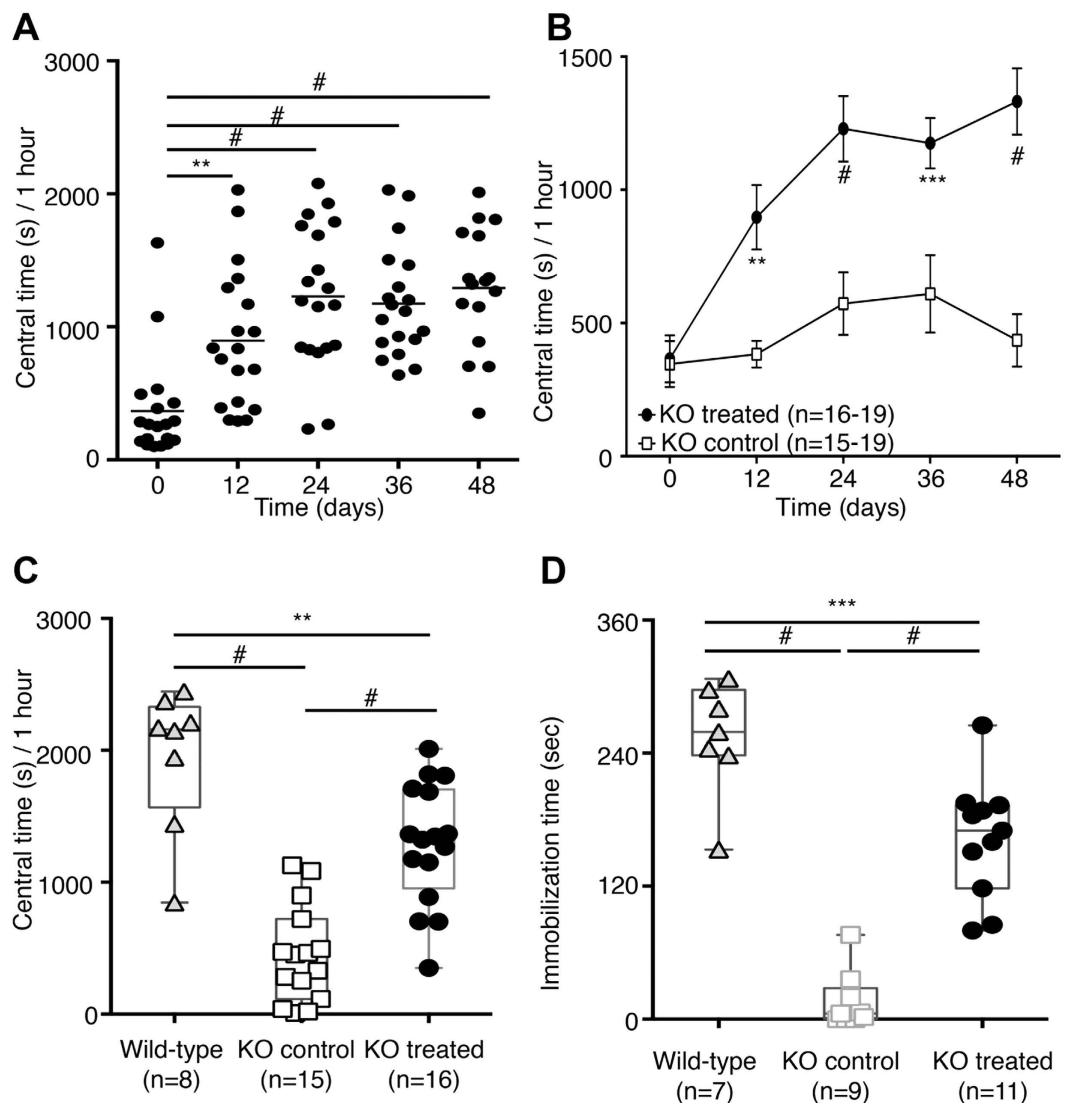 A
Central time (s) / 1 hour
3000
2000
1000
0
#
#
#
**
0 12 24 36 48
Time (days)
B
Central time (s) / 1 hour
1500
1000
500
0
**
#
***
#
KO treated (n=16-19)
KO control (n=15-19)
0 12 24 36 48
Time (days)
C
Central time (s) / 1 hour
3000
2000
1000
0
**
#
#
Wild-type KO control KO treated
(n=8) (n=15) (n=16)
D
Immobilization time (sec)
360
240
120
0
***
# #
Wild-type KO control KO treated
(n=7) (n=9) (n=11)